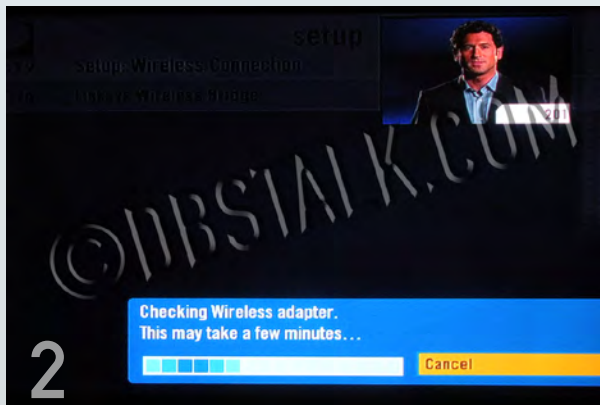 setup
Setup: Wireless Connection
Linksys Wireless Bridge
201
©DBSTALK.COM
Checking Wireless adapter.
This may take a few minutes...
Cancel
2